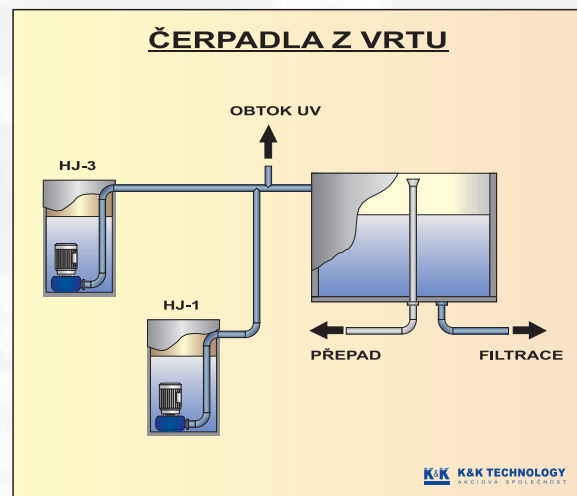 ČERPADLA Z VRTU
OBTOK UV
HJ-3
HJ-1
PŘEPAD
FILTRACE
K&K K&K TECHNOLOGY
AKCIOVÁ SPOLEČNOST